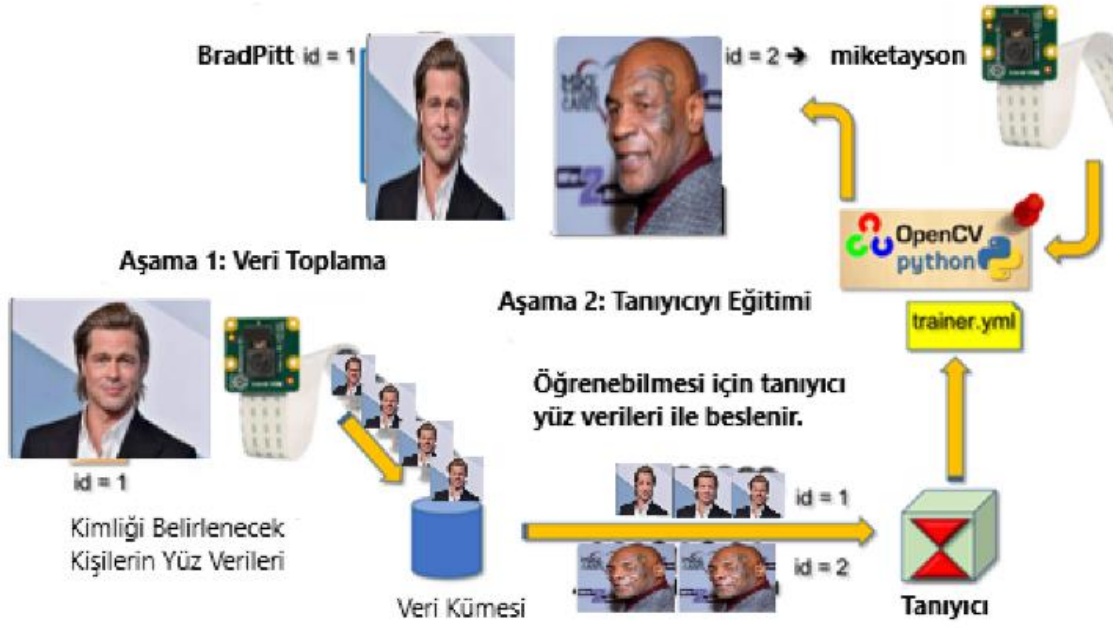 BradPitt id = 1
id = 2 → miketayson
OpenCV
python
Aşama 1: Veri Toplama
Aşama 2: Tanıyıcıyı Eğitimi
trainer.yml
Öğrenebilmesi için tanıyıcı
yüz verileri ile beslenir.
id = 1
Kimliği Belirlenecek
Kişilerin Yüz Verileri
id = 1
id = 2
Veri Kümesi
Tanıyıcı